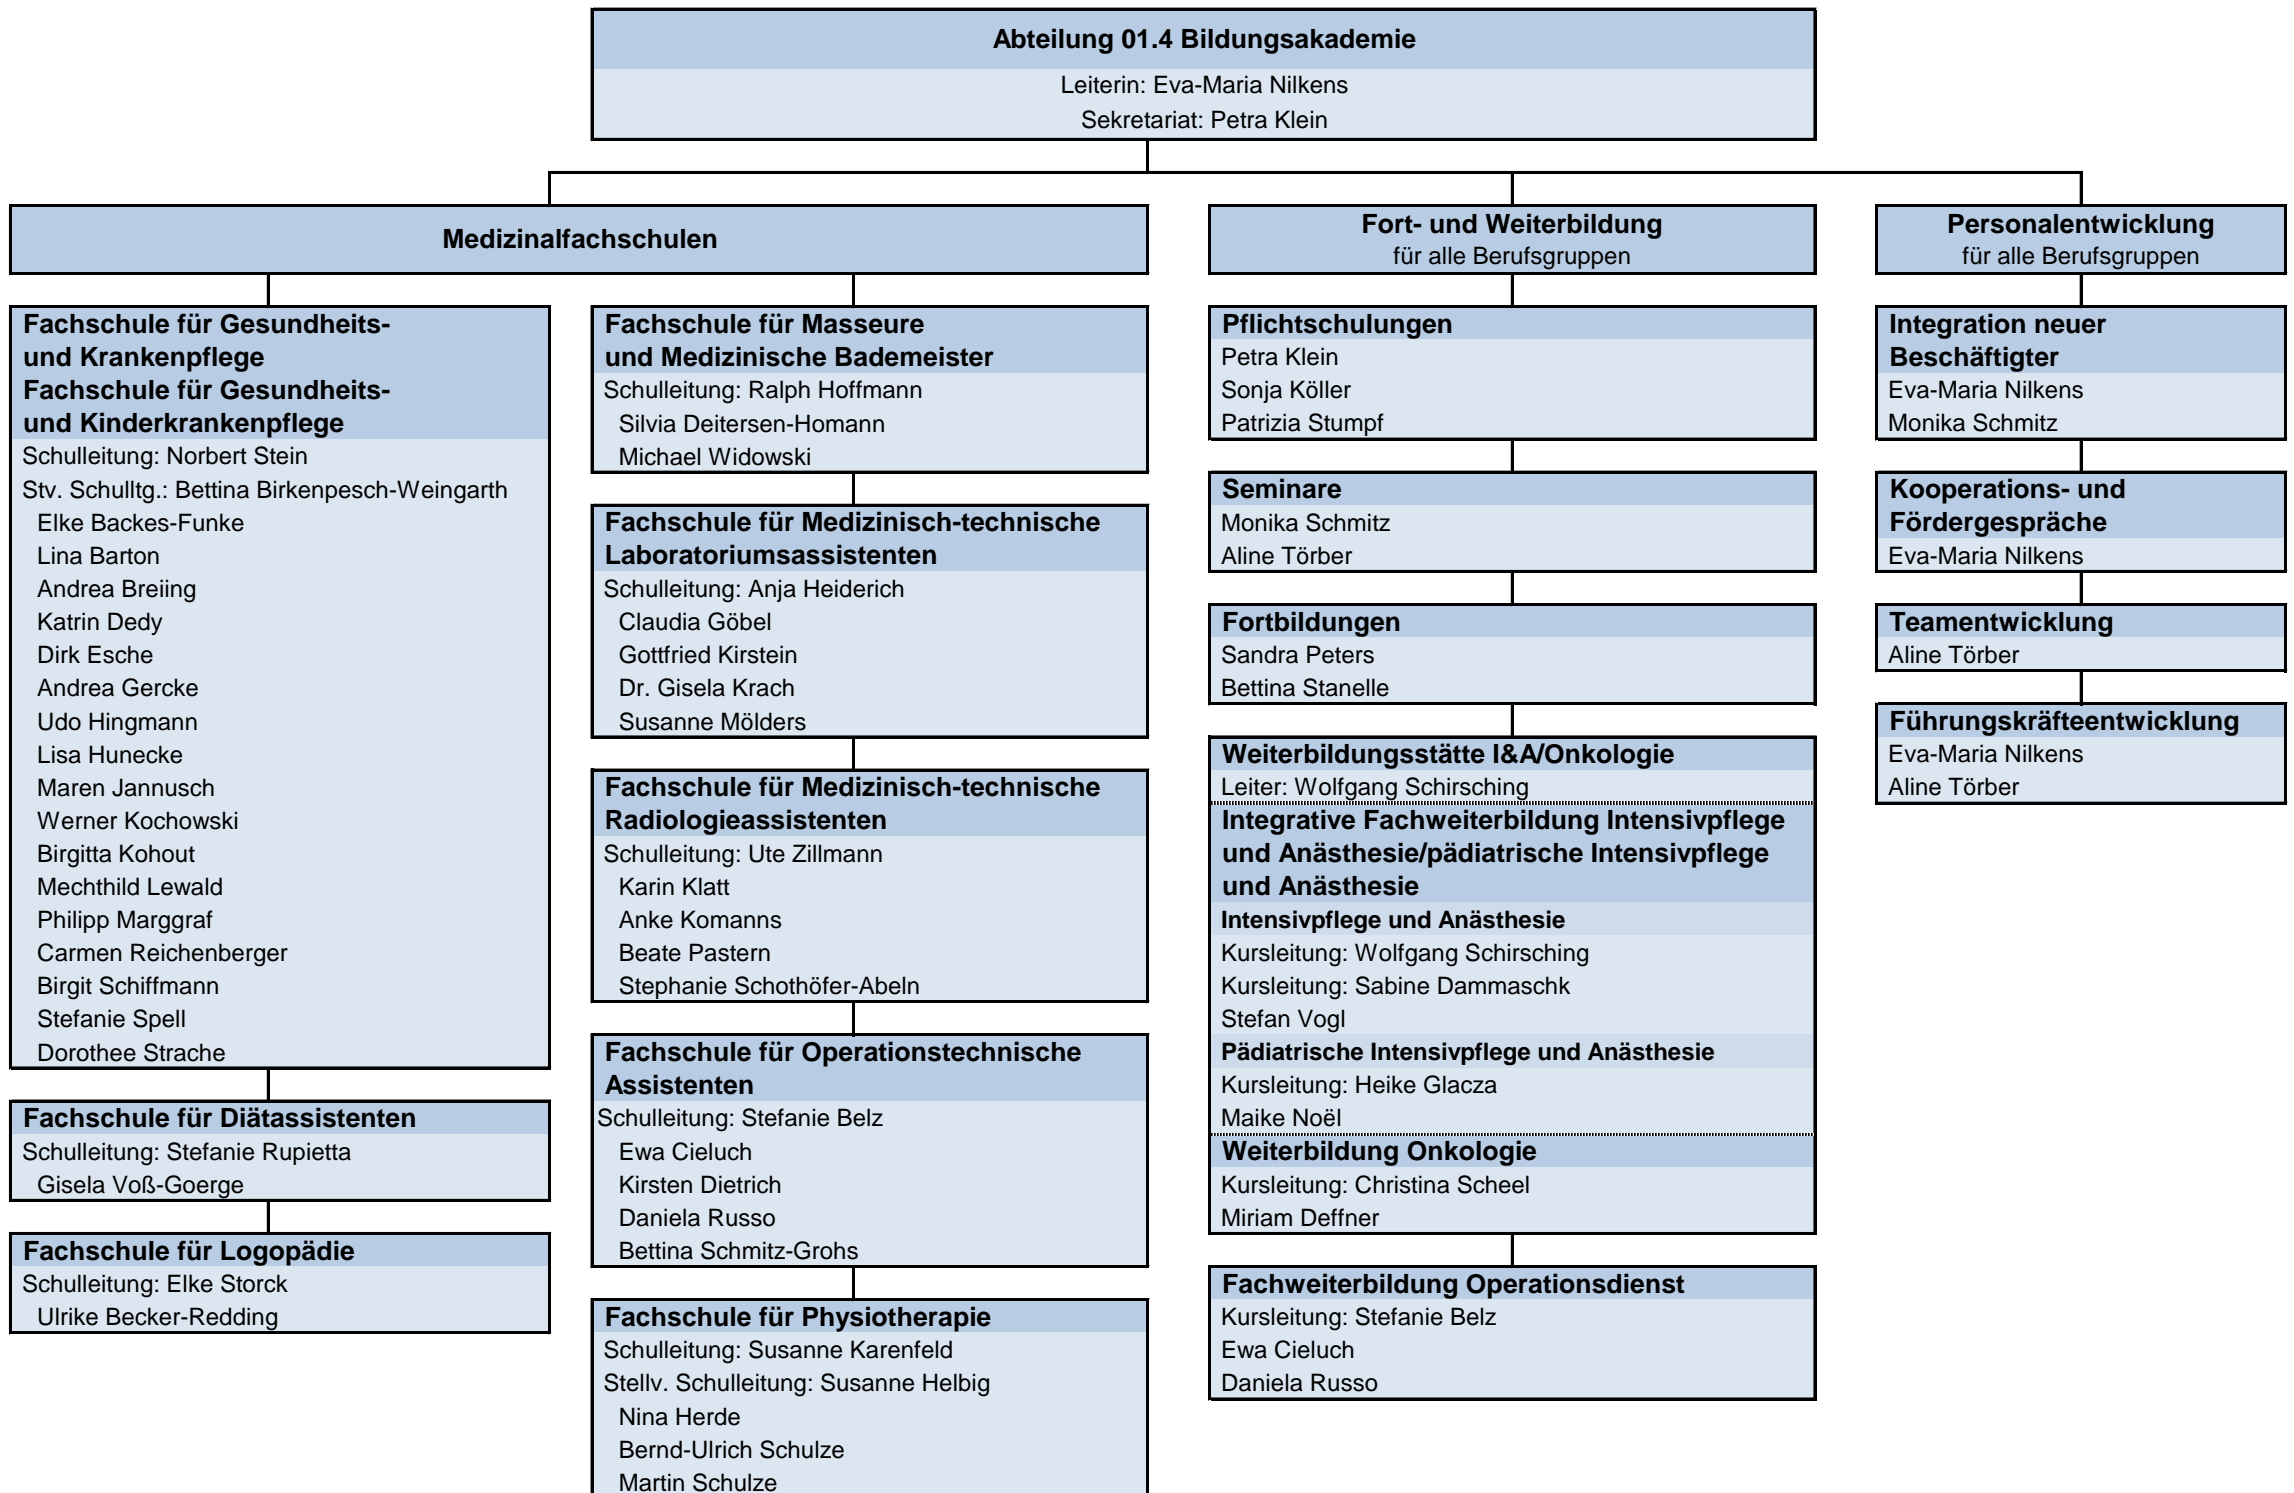 Abteilung 01.4 Bildungsakademie
Leiterin: Eva-Maria Nilkens
Sekretariat: Petra Klein
Medizinalfachschulen
Fachschule für Gesundheits-
und Krankenpflege
Fachschule für Gesundheits-
und Kinderkrankenpflege
Schulleitung: Norbert Stein
Stv. Schulltg.: Bettina Birkenpesch-Weingarth
Elke Backes-Funke
Lina Barton
Andrea Breiing
Katrin Dedy
Dirk Esche
Andrea Gercke
Udo Hingmann
Lisa Hunecke
Maren Jannusch
Werner Kochowski
Birgitta Kohout
Mechthild Lewald
Philipp Marggraf
Carmen Reichenberger
Birgit Schiffmann
Stefanie Spell
Dorothee Strache
Fachschule für Diätassistenten
Schulleitung: Stefanie Rupietta
Gisela Voß-Goerge
Fachschule für Logopädie
Schulleitung: Elke Storck
Ulrike Becker-Redding
Fachschule für Masseure
und Medizinische Bademeister
Schulleitung: Ralph Hoffmann
Silvia Deitersen-Homann
Michael Widowski
Fachschule für Medizinisch-technische
Laboratoriumsassistenten
Schulleitung: Anja Heiderich
Claudia Göbel
Gottfried Kirstein
Dr. Gisela Krach
Susanne Mölders
Fachschule für Medizinisch-technische
Radiologieassistenten
Schulleitung: Ute Zillmann
Karin Klatt
Anke Komanns
Beate Pastern
Stephanie Schothöfer-Abeln
Fachschule für Operationstechnische
Assistenten
Schulleitung: Stefanie Belz
Ewa Cieluch
Kirsten Dietrich
Daniela Russo
Bettina Schmitz-Grohs
Fachschule für Physiotherapie
Schulleitung: Susanne Karenfeld
Stellv. Schulleitung: Susanne Helbig
Nina Herde
Bernd-Ulrich Schulze
Martin Schulze
Fort- und Weiterbildung
für alle Berufsgruppen
Pflichtschulungen
Petra Klein
Sonja Köller
Patrizia Stumpf
Seminare
Monika Schmitz
Aline Törber
Fortbildungen
Sandra Peters
Bettina Stanelle
Weiterbildungsstätte I&A/Onkologie
Leiter: Wolfgang Schirsching
Integrative Fachweiterbildung Intensivpflege
und Anästhesie/pädiatrische Intensivpflege
und Anästhesie
Intensivpflege und Anästhesie
Kursleitung: Wolfgang Schirsching
Kursleitung: Sabine Dammaschk
Stefan Vogl
Pädiatrische Intensivpflege und Anästhesie
Kursleitung: Heike Glacza
Maike Noël
Weiterbildung Onkologie
Kursleitung: Christina Scheel
Miriam Deffner
Fachweiterbildung Operationsdienst
Kursleitung: Stefanie Belz
Ewa Cieluch
Daniela Russo
Personalentwicklung
für alle Berufsgruppen
Integration neuer
Beschäftigter
Eva-Maria Nilkens
Monika Schmitz
Kooperations- und
Fördergespräche
Eva-Maria Nilkens
Teamentwicklung
Aline Törber
Führungskräfteentwicklung
Eva-Maria Nilkens
Aline Törber